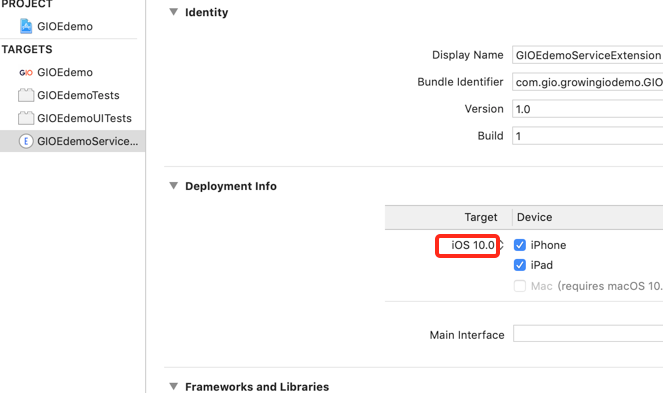 PROJECT
GIOEdemo
TARGETS
GIO GIOEdemo
GIOEdemoTests
GIOEdemoUITests
E GIOEdemoService...
Identity
Display Name GIOEdemoServiceExtension
Bundle Identifier com.gio.growingiodemo.GIO
Version 1.0
Build 1
Deployment Info
Target Device
iOS 10.0 iPhone
iPad
Mac (requires macOS 10.
Main Interface
Frameworks and Libraries